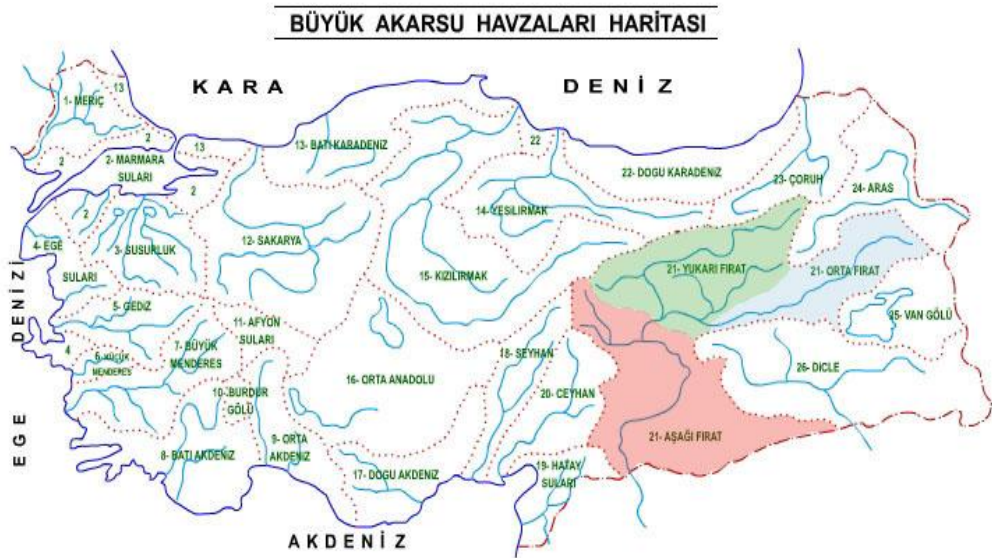 BÜYÜK AKARSU HAVZALARI HARİTASI
KARA
DENİZ
1- MERİÇ
13
2
2
2- MARMARA
SULARI
13
2
2
13- BATI KARADENİZ
22
22- DOGU KARADENİZ
23- ÇORUH
24- ARAS
14- YESILIRMAK
3- SUSURLUK
12- SAKARYA
4- EGE
SULARI
15- KIZILIRMAK
21- YUKARI FIRAT
21- ORTA FIRAT
25- VAN GÖLÜ
5- GEDİZ
11- AFYON
SULARI
4
6- KÜÇÜK
MENDERES
7- BÜYÜK
MENDERES
18- SEYHAN
26- DİCLE
16- ORTA ANADOLU
10- BURDUR
GÖLÜ
20- CEYHAN
21- AŞAĞI FIRAT
8- BATI AKDENİZ
9- ORTA
AKDENİZ
17- DOGU AKDENİZ
19- HATAY
SULARI
EGE DENİZİ
AKDENİZ